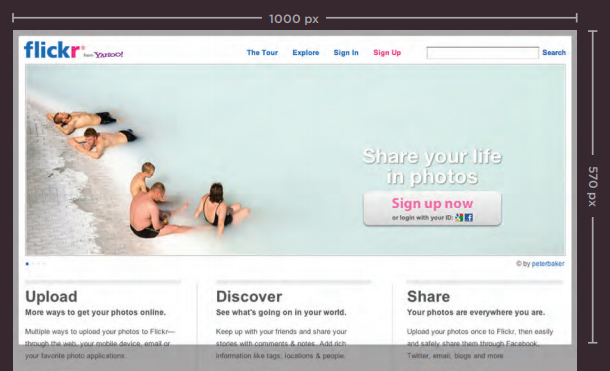 1000 px
flickr from YAHOO!
The Tour Explore Sign In Sign Up Search
Share your life
in photos
Sign up now
or login with your ID:
570 px
© by peterbaker
Upload
More ways to get your photos online.
Multiple ways to upload your photos to Flickr—
through the web, your mobile device, email or
your favorite photo applications.
Discover
See what's going on in your world.
Keep up with your friends and share your
stories with comments & notes. Add rich
information like tags, locations & people.
Share
Your photos are everywhere you are.
Upload your photos once to Flickr, then easily
and safely share them through Facebook,
Twitter, email, blogs and more